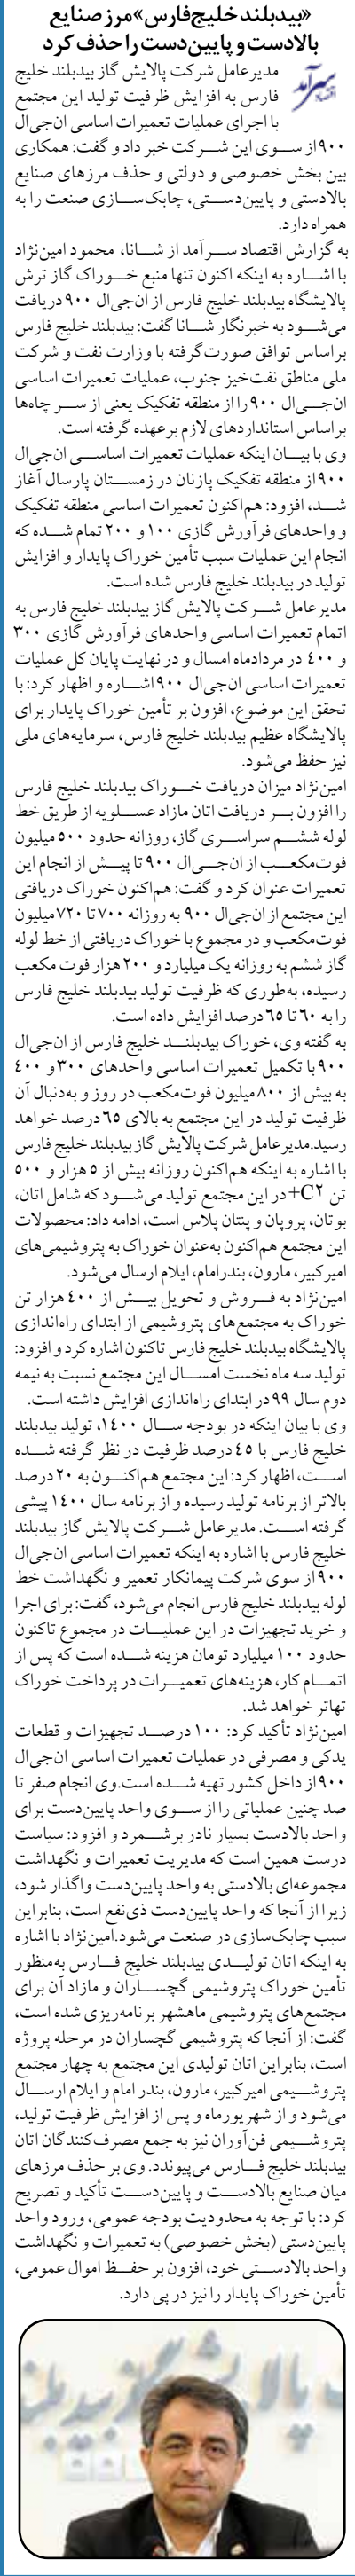 «بیدبلند خلیج‌فارس» مرز صنایع
بالادست و پایین‌دست را حذف کرد
مدیرعامل شرکت پالایش گاز بیدبلند خلیج
فارس به افزایش ظرفیت تولید این مجتمع
با اجرای عملیات تعمیرات اساسی ان‌جی‌ال
۹۰۰ از سوی این شرکت خبر داد و گفت: همکاری
بین بخش خصوصی و دولتی و حذف مرزهای صنایع
بالادستی و پایین‌دستی، چابک‌سازی صنعت را به
همراه دارد.
به گزارش اقتصاد سرآمد از شانا، محمود امین‌نژاد
با اشاره به اینکه اکنون تنها منبع خوراک گاز ترش
پالایشگاه بیدبلند خلیج فارس از ان‌جی‌ال ۹۰۰ دریافت
می‌شود به خبرنگار شانا گفت: بیدبلند خلیج فارس
براساس توافق صورت‌گرفته با وزارت نفت و شرکت
ملی مناطق نفت‌خیز جنوب، عملیات تعمیرات اساسی
ان‌جی‌ال ۹۰۰ را از منطقه تفکیک یعنی از سر چاه‌ها
براساس استانداردهای لازم برعهده گرفته است.
وی با بیان اینکه عملیات تعمیرات اساسی ان‌جی‌ال
۹۰۰ از منطقه تفکیک پازنان در زمستان پارسال آغاز
شد، افزود: هم‌اکنون تعمیرات اساسی منطقه تفکیک
و واحدهای فرآورش گازی ۱۰۰ و ۲۰۰ تمام شده که
انجام این عملیات سبب تأمین خوراک پایدار و افزایش
تولید در بیدبلند خلیج فارس شده است.
مدیرعامل شرکت پالایش گاز بیدبلند خلیج فارس به
اتمام تعمیرات اساسی واحدهای فرآورش گازی ۳۰۰
و ۴۰۰ در مردادماه امسال و در نهایت پایان کل عملیات
تعمیرات اساسی ان‌جی‌ال ۹۰۰ اشاره و اظهار کرد: با
تحقق این موضوع، افزون بر تأمین خوراک پایدار برای
پالایشگاه عظیم بیدبلند خلیج فارس، سرمایه‌های ملی
نیز حفظ می‌شود.
امین‌نژاد میزان دریافت خوراک بیدبلند خلیج فارس
را افزون بر دریافت اتان مازاد عسلویه از طریق خط
لوله ششم سراسری گاز، روزانه حدود ۵۰۰ میلیون
فوت‌مکعب از ان‌جی‌ال ۹۰۰ تا پیش از انجام این
تعمیرات عنوان کرد و گفت: هم‌اکنون خوراک دریافتی
این مجتمع از ان‌جی‌ال ۹۰۰ به روزانه ۷۰۰ تا ۷۲۰ میلیون
فوت‌مکعب و در مجموع با خوراک دریافتی از خط لوله
گاز ششم به روزانه یک میلیارد و ۲۰۰ هزار فوت مکعب
رسیده، به‌طوری که ظرفیت تولید بیدبلند خلیج فارس
را به ۶۰ تا ۶۵ درصد افزایش داده است.
به گفته وی، خوراک بیدبلند خلیج فارس از ان‌جی‌ال
۹۰۰ با تکمیل تعمیرات اساسی واحدهای ۳۰۰ و ۴۰۰
به بیش از ۸۰۰ میلیون فوت‌مکعب در روز و به‌دنبال آن
ظرفیت تولید در این مجتمع به بالای ۶۵ درصد خواهد
رسید.مدیرعامل شرکت پالایش گاز بیدبلند خلیج فارس
با اشاره به اینکه هم‌اکنون روزانه بیش از ۵ هزار و ۵۰۰
تن C۲+ در این مجتمع تولید می‌شود که شامل اتان،
بوتان، پروپان و پنتان پلاس است، ادامه داد: محصولات
این مجتمع هم‌اکنون به‌عنوان خوراک به پتروشیمی‌های
امیرکبیر، مارون، بندرامام، ایلام ارسال می‌شود.
امین‌نژاد به فروش و تحویل بیش از ۴۰۰ هزار تن
خوراک به مجتمع‌های پتروشیمی از ابتدای راه‌اندازی
پالایشگاه بیدبلند خلیج فارس تاکنون اشاره کرد و افزود:
تولید سه ماه نخست امسال این مجتمع نسبت به نیمه
دوم سال ۹۹ در ابتدای راه‌اندازی افزایش داشته است.
وی با بیان اینکه در بودجه سال ۱۴۰۰، تولید بیدبلند
خلیج فارس با ۴۵ درصد ظرفیت در نظر گرفته شده
است، اظهار کرد: این مجتمع هم‌اکنون به ۲۰ درصد
بالاتر از برنامه تولید رسیده و از برنامه سال ۱۴۰۰ پیشی
گرفته است. مدیرعامل شرکت پالایش گاز بیدبلند
خلیج فارس با اشاره به اینکه تعمیرات اساسی ان‌جی‌ال
۹۰۰ از سوی شرکت پیمانکار تعمیر و نگهداشت خط
لوله بیدبلند خلیج فارس انجام می‌شود، گفت: برای اجرا
و خرید تجهیزات در این عملیات در مجموع تاکنون
حدود ۱۰۰ میلیارد تومان هزینه شده است که پس از
اتمام کار، هزینه‌های تعمیرات در پرداخت خوراک
تهاتر خواهد شد.
امین‌نژاد تأکید کرد: ۱۰۰ درصد تجهیزات و قطعات
یدکی و مصرفی در عملیات تعمیرات اساسی ان‌جی‌ال
۹۰۰ از داخل کشور تهیه شده است.وی انجام صفر تا
صد چنین عملیاتی را از سوی واحد پایین‌دست برای
واحد بالادست بسیار نادر برشمرد و افزود: سیاست
درست همین است که مدیریت تعمیرات و نگهداشت
مجموعه‌ای بالادستی به واحد پایین‌دست واگذار شود،
زیرا از آنجا که واحد پایین‌دست ذی‌نفع است، بنابراین
سبب چابک‌سازی در صنعت می‌شود.امین‌نژاد با اشاره
به اینکه اتان تولیدی بیدبلند خلیج فارس به‌منظور
تأمین خوراک پتروشیمی گچساران و مازاد آن برای
مجتمع‌های پتروشیمی ماهشهر برنامه‌ریزی شده است،
گفت: از آنجا که پتروشیمی گچساران در مرحله پروژه
است، بنابراین اتان تولیدی این مجتمع به چهار مجتمع
پتروشیمی امیرکبیر، مارون، بندر امام و ایلام ارسال
می‌شود و از شهریورماه و پس از افزایش ظرفیت تولید،
پتروشیمی فن‌آوران نیز به جمع مصرف‌کنندگان اتان
بیدبلند خلیج فارس می‌پیوندد. وی بر حذف مرزهای
میان صنایع بالادست و پایین‌دست تأکید و تصریح
کرد: با توجه به محدودیت بودجه عمومی، ورود واحد
پایین‌دستی (بخش خصوصی) به تعمیرات و نگهداشت
واحد بالادستی خود، افزون بر حفظ اموال عمومی،
تأمین خوراک پایدار را نیز در پی دارد.